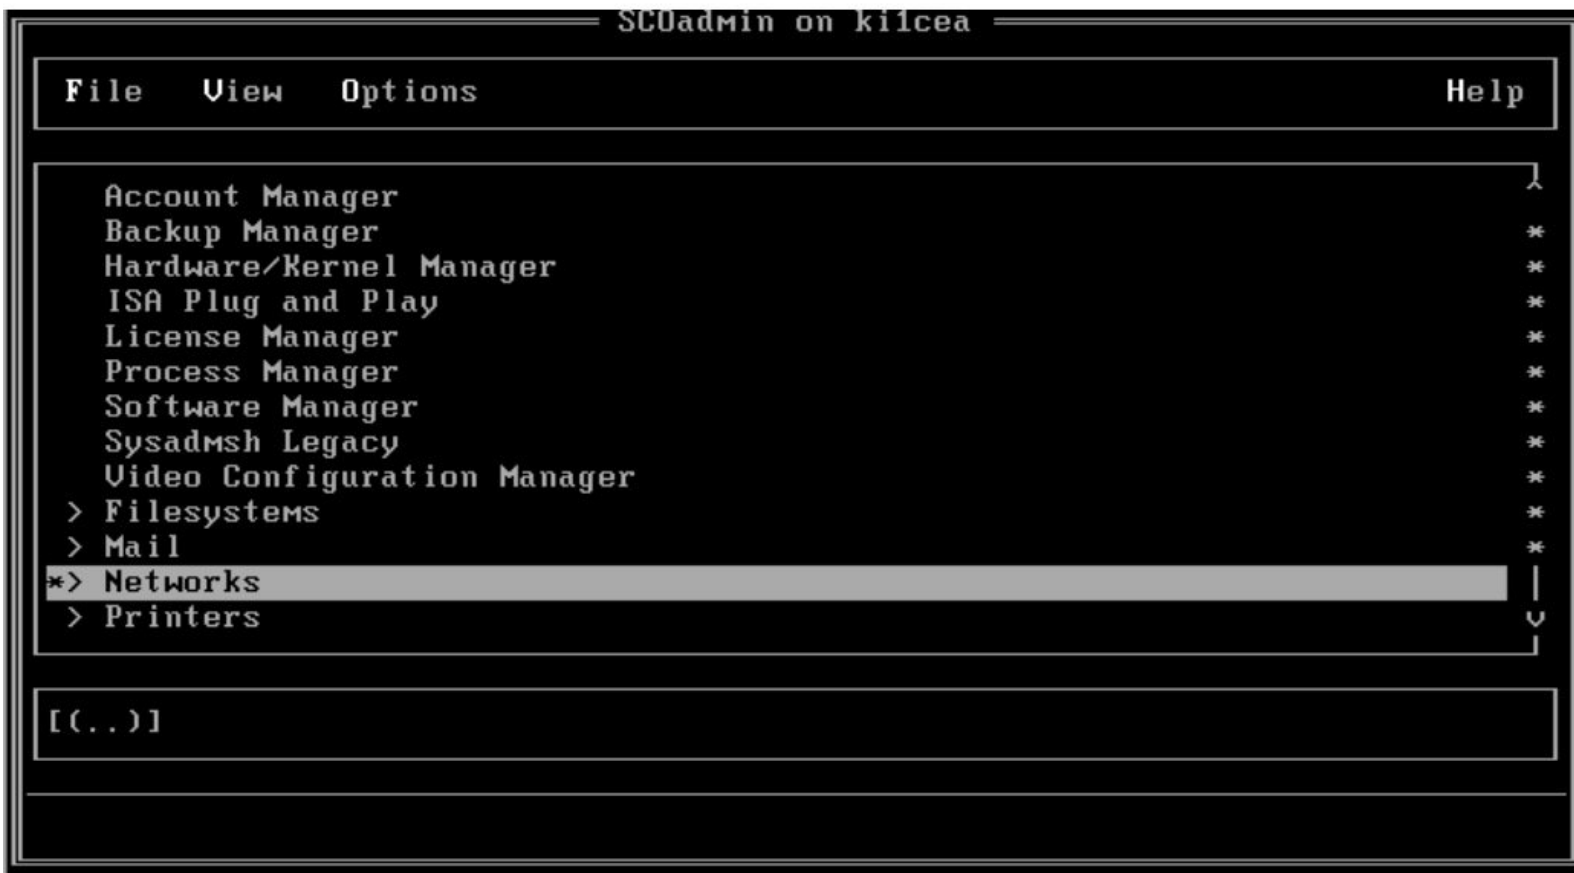 SCOadmin on ki1cea
File View Options Help
Account Manager
Backup Manager
Hardware/Kernel Manager
ISA Plug and Play
License Manager
Process Manager
Software Manager
Sysadmsh Legacy
Video Configuration Manager
> Filesystems
> Mail
*> Networks
> Printers
[(..)]